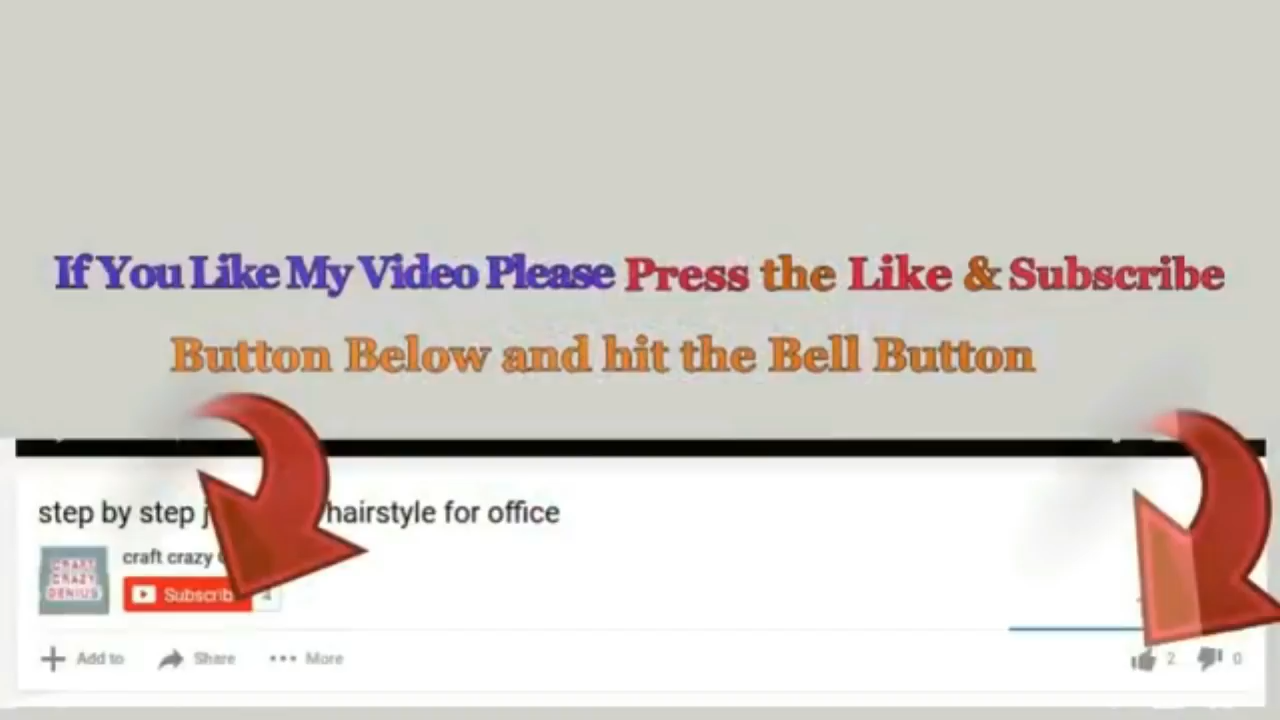 If You Like My Video Please Press the Like & Subscribe
Button Below and hit the Bell Button
step by step hairstyle for office
CRAFT
CRAZY
GENIUS
craft crazy
Subscrib 4
Add to Share More
2 0